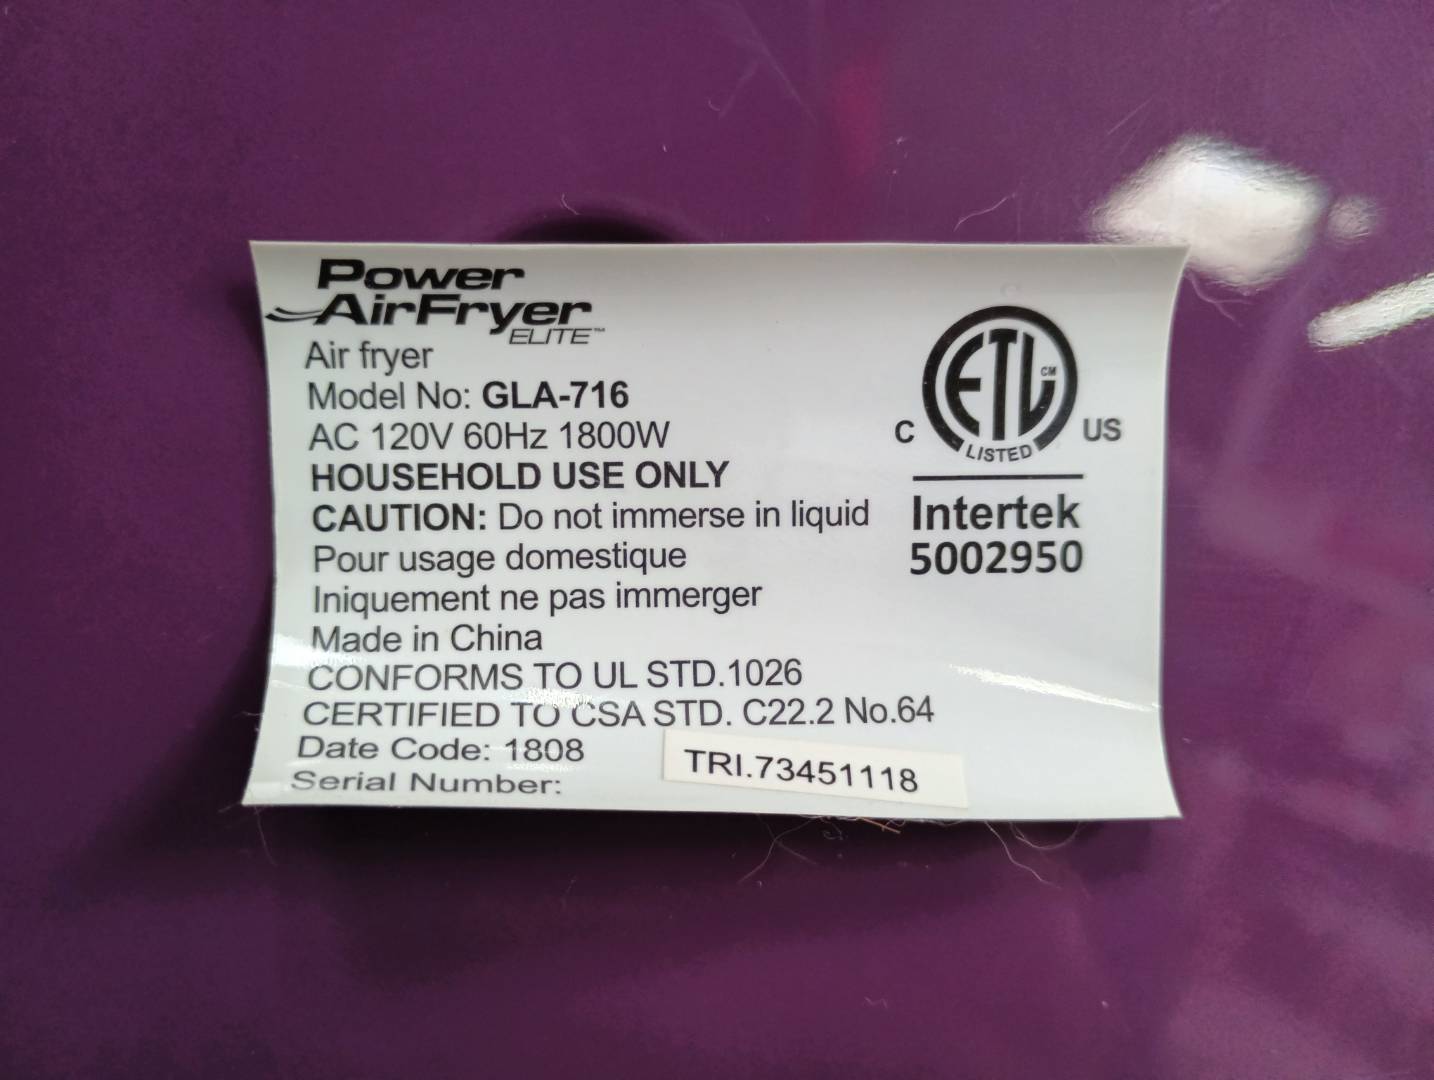 Power
AirFryer
ELITE™
Air fryer
Model No: GLA-716
AC 120V 60Hz 1800W
HOUSEHOLD USE ONLY
CAUTION: Do not immerse in liquid
Pour usage domestique
Iniquement ne pas immerger
Made in China
CONFORMS TO UL STD.1026
CERTIFIED TO CSA STD. C22.2 No.64
Date Code: 1808
Serial Number:
TRI.73451118
ETL CM
C US
LISTED
Intertek
5002950